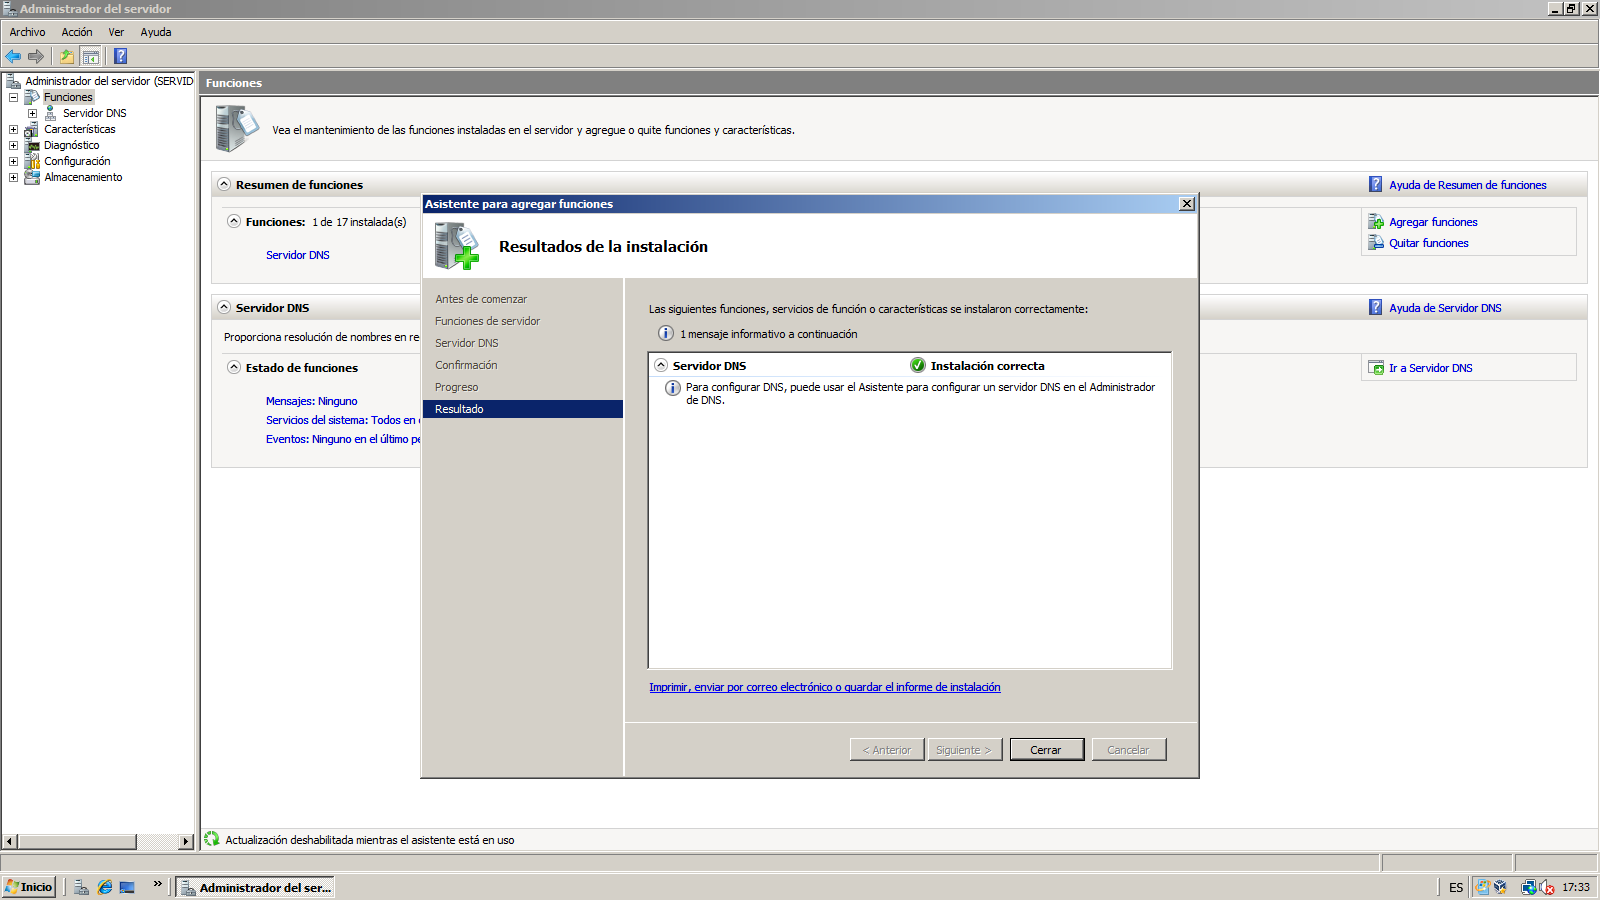 Administrador del servidor
Archivo Acción Ver Ayuda
Administrador del servidor (SERVID
Funciones
Servidor DNS
Características
Diagnóstico
Configuración
Almacenamiento
Funciones
Vea el mantenimiento de las funciones instaladas en el servidor y agregue o quite funciones y características.
Resumen de funciones
Ayuda de Resumen de funciones
Funciones: 1 de 17 instalada(s)
Servidor DNS
Agregar funciones
Quitar funciones
Servidor DNS
Ayuda de Servidor DNS
Proporciona resolución de nombres en re
Estado de funciones
Ir a Servidor DNS
Mensajes: Ninguno
Servicios del sistema: Todos en
Eventos: Ninguno en el último pe
Asistente para agregar funciones
Resultados de la instalación
Antes de comenzar
Funciones de servidor
Servidor DNS
Confirmación
Progreso
Resultado
Las siguientes funciones, servicios de función o características se instalaron correctamente:
1 mensaje informativo a continuación
Servidor DNS Instalación correcta
Para configurar DNS, puede usar el Asistente para configurar un servidor DNS en el Administrador
de DNS.
Imprimir, enviar por correo electrónico o guardar el informe de instalación
< Anterior Siguiente > Cerrar Cancelar
Actualización deshabilitada mientras el asistente está en uso
Inicio » Administrador del ser... ES 17:33